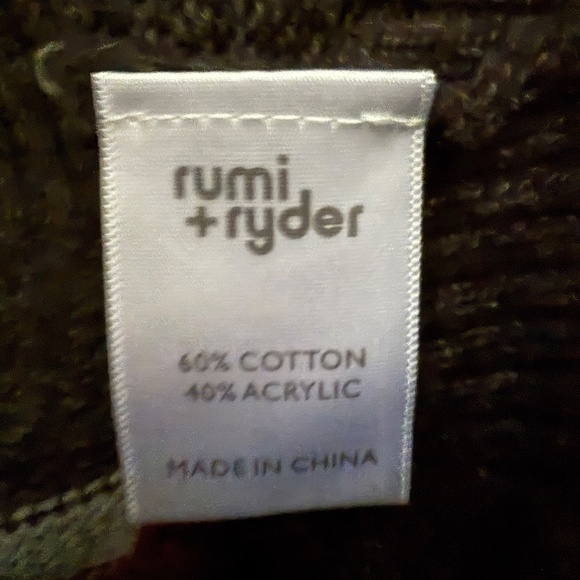 rumi
+ryder
60% COTTON
40% ACRYLIC
MADE IN CHINA